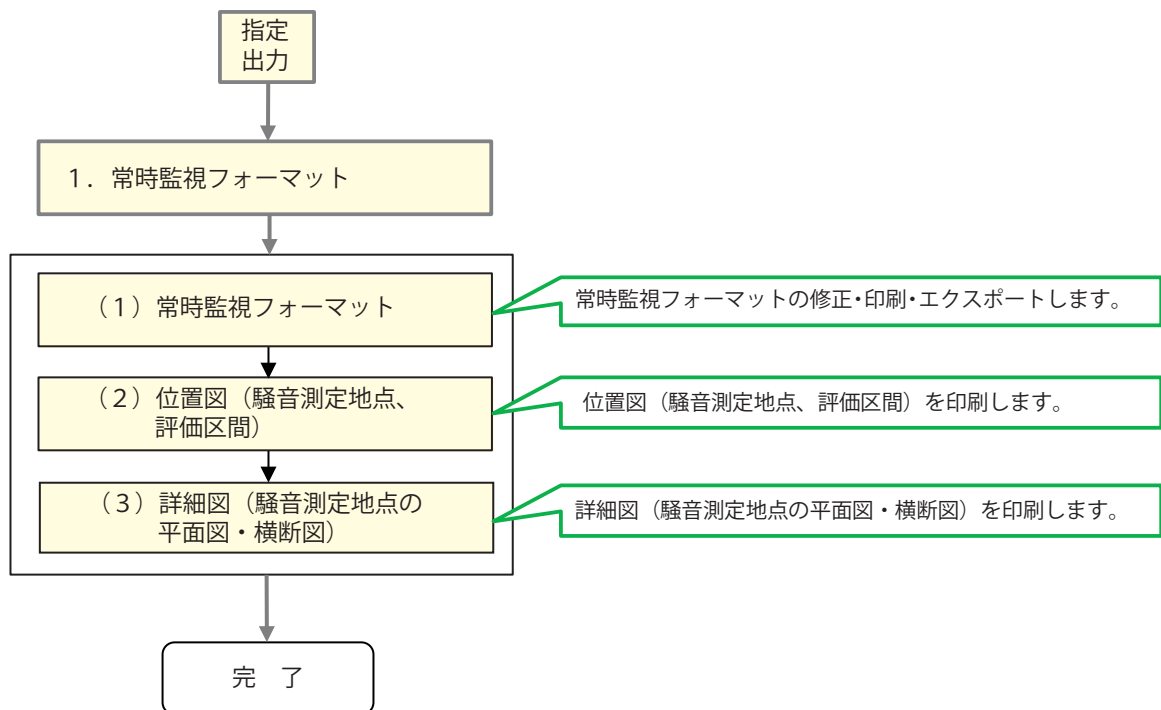 指定
出力
１．常時監視フォーマット
（１）常時監視フォーマット
常時監視フォーマットの修正・印刷・エクスポートします。
（２）位置図（騒音測定地点、
評価区間）
位置図（騒音測定地点、評価区間）を印刷します。
（３）詳細図（騒音測定地点の
平面図・横断図）
詳細図（騒音測定地点の平面図・横断図）を印刷します。
完　了